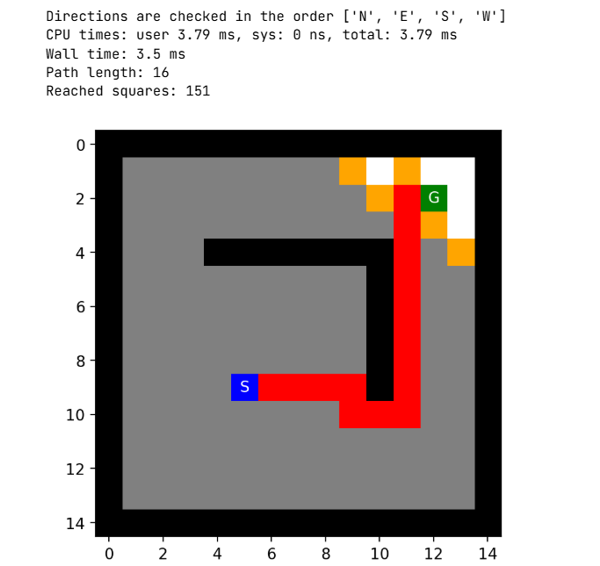 Directions are checked in the order ['N', 'E', 'S', 'W']
CPU times: user 3.79 ms, sys: 0 ns, total: 3.79 ms
Wall time: 3.5 ms
Path length: 16
Reached squares: 151
0
2
G
4
6
8
S
10
12
14
0 2 4 6 8 10 12 14